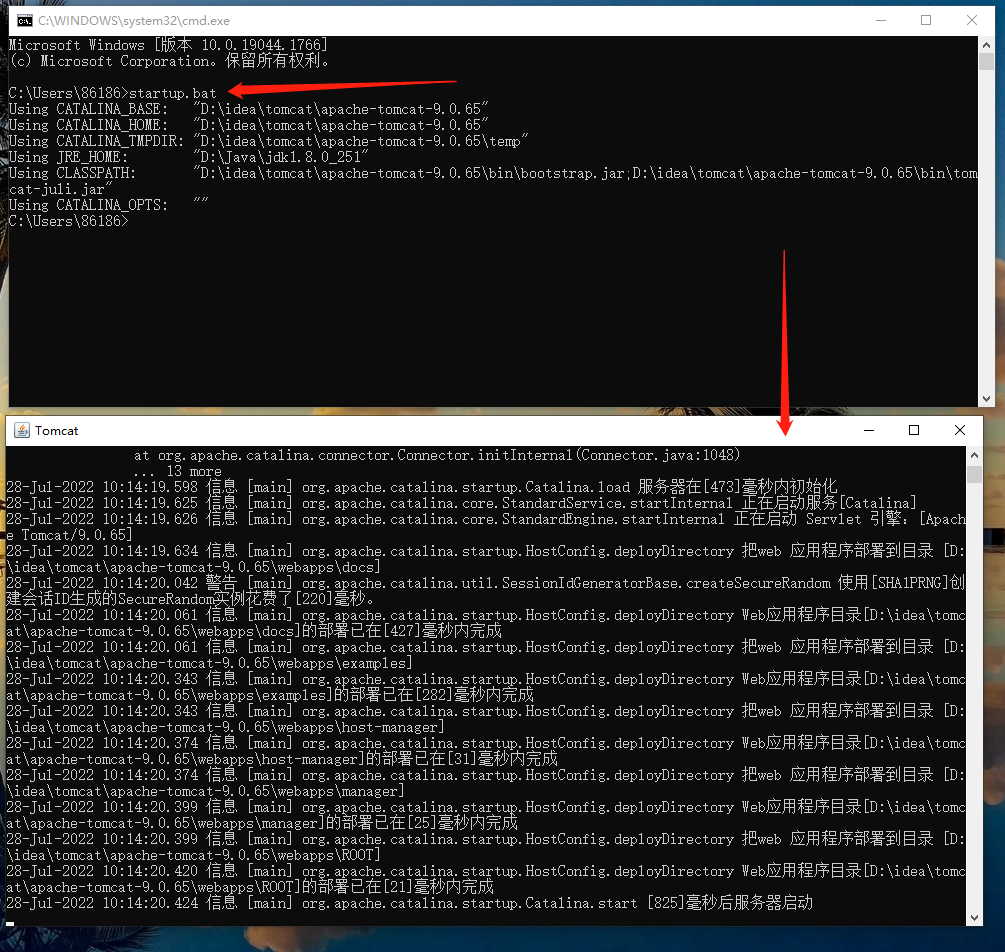 C:\WINDOWS\system32\cmd.exe
Microsoft Windows [版本 10.0.19044.1766]
(c) Microsoft Corporation。保留所有权利。
C:\Users\86186>startup.bat
Using CATALINA_BASE:   "D:\idea\tomcat\apache-tomcat-9.0.65"
Using CATALINA_HOME:   "D:\idea\tomcat\apache-tomcat-9.0.65"
Using CATALINA_TMPDIR: "D:\idea\tomcat\apache-tomcat-9.0.65\temp"
Using JRE_HOME:        "D:\Java\jdk1.8.0_251"
Using CLASSPATH:       "D:\idea\tomcat\apache-tomcat-9.0.65\bin\bootstrap.jar;D:\idea\tomcat\apache-tomcat-9.0.65\bin\tom
cat-juli.jar"
Using CATALINA_OPTS:   ""
C:\Users\86186>
Tomcat
at org.apache.catalina.connector.Connector.initInternal(Connector.java:1048)
... 13 more
28-Jul-2022 10:14:19.598 信息 [main] org.apache.catalina.startup.Catalina.load 服务器在[473]毫秒内初始化
28-Jul-2022 10:14:19.625 信息 [main] org.apache.catalina.core.StandardService.startInternal 正在启动服务[Catalina]
28-Jul-2022 10:14:19.626 信息 [main] org.apache.catalina.core.StandardEngine.startInternal 正在启动 Servlet 引擎：[Apach
e Tomcat/9.0.65]
28-Jul-2022 10:14:19.634 信息 [main] org.apache.catalina.startup.HostConfig.deployDirectory 把web 应用程序部署到目录 [D:
\idea\tomcat\apache-tomcat-9.0.65\webapps\docs]
28-Jul-2022 10:14:20.042 警告 [main] org.apache.catalina.util.SessionIdGeneratorBase.createSecureRandom 使用[SHA1PRNG]创
建会话ID生成的SecureRandom实例花费了[220]毫秒。
28-Jul-2022 10:14:20.061 信息 [main] org.apache.catalina.startup.HostConfig.deployDirectory Web应用程序目录[D:\idea\tomc
at\apache-tomcat-9.0.65\webapps\docs]的部署已在[427]毫秒内完成
28-Jul-2022 10:14:20.061 信息 [main] org.apache.catalina.startup.HostConfig.deployDirectory 把web 应用程序部署到目录 [D:
\idea\tomcat\apache-tomcat-9.0.65\webapps\examples]
28-Jul-2022 10:14:20.343 信息 [main] org.apache.catalina.startup.HostConfig.deployDirectory Web应用程序目录[D:\idea\tomc
at\apache-tomcat-9.0.65\webapps\examples]的部署已在[282]毫秒内完成
28-Jul-2022 10:14:20.343 信息 [main] org.apache.catalina.startup.HostConfig.deployDirectory 把web 应用程序部署到目录 [D:
\idea\tomcat\apache-tomcat-9.0.65\webapps\host-manager]
28-Jul-2022 10:14:20.374 信息 [main] org.apache.catalina.startup.HostConfig.deployDirectory Web应用程序目录[D:\idea\tomc
at\apache-tomcat-9.0.65\webapps\host-manager]的部署已在[31]毫秒内完成
28-Jul-2022 10:14:20.374 信息 [main] org.apache.catalina.startup.HostConfig.deployDirectory 把web 应用程序部署到目录 [D:
\idea\tomcat\apache-tomcat-9.0.65\webapps\manager]
28-Jul-2022 10:14:20.399 信息 [main] org.apache.catalina.startup.HostConfig.deployDirectory Web应用程序目录[D:\idea\tomc
at\apache-tomcat-9.0.65\webapps\manager]的部署已在[25]毫秒内完成
28-Jul-2022 10:14:20.399 信息 [main] org.apache.catalina.startup.HostConfig.deployDirectory 把web 应用程序部署到目录 [D:
\idea\tomcat\apache-tomcat-9.0.65\webapps\ROOT]
28-Jul-2022 10:14:20.420 信息 [main] org.apache.catalina.startup.HostConfig.deployDirectory Web应用程序目录[D:\idea\tomc
at\apache-tomcat-9.0.65\webapps\ROOT]的部署已在[21]毫秒内完成
28-Jul-2022 10:14:20.424 信息 [main] org.apache.catalina.startup.Catalina.start [825]毫秒后服务器启动